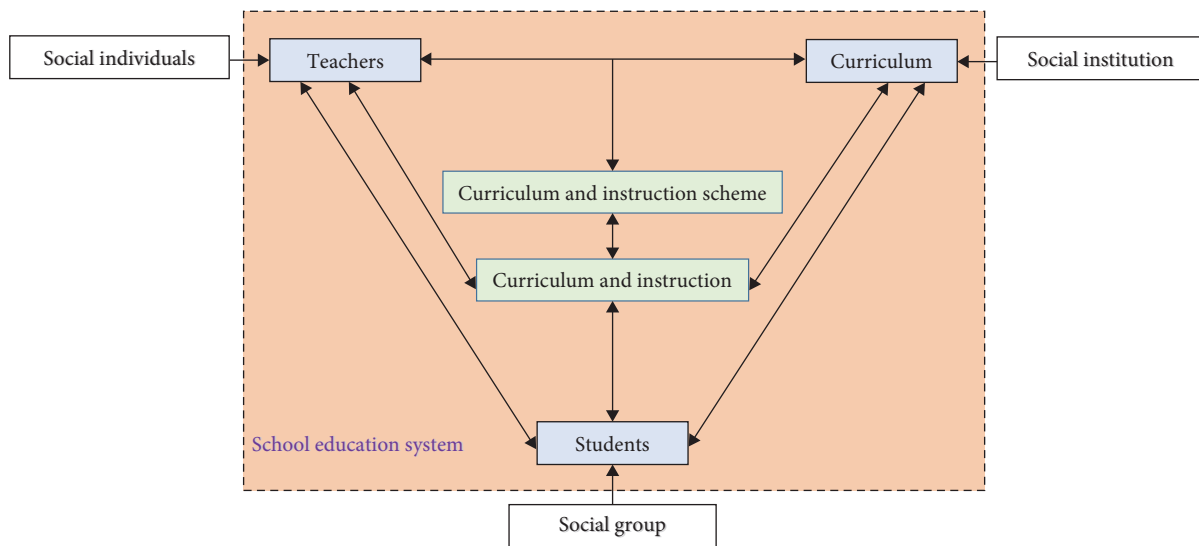 Social individuals
Teachers
Curriculum
Social institution
Curriculum and instruction scheme
Curriculum and instruction
Students
School education system
Social group